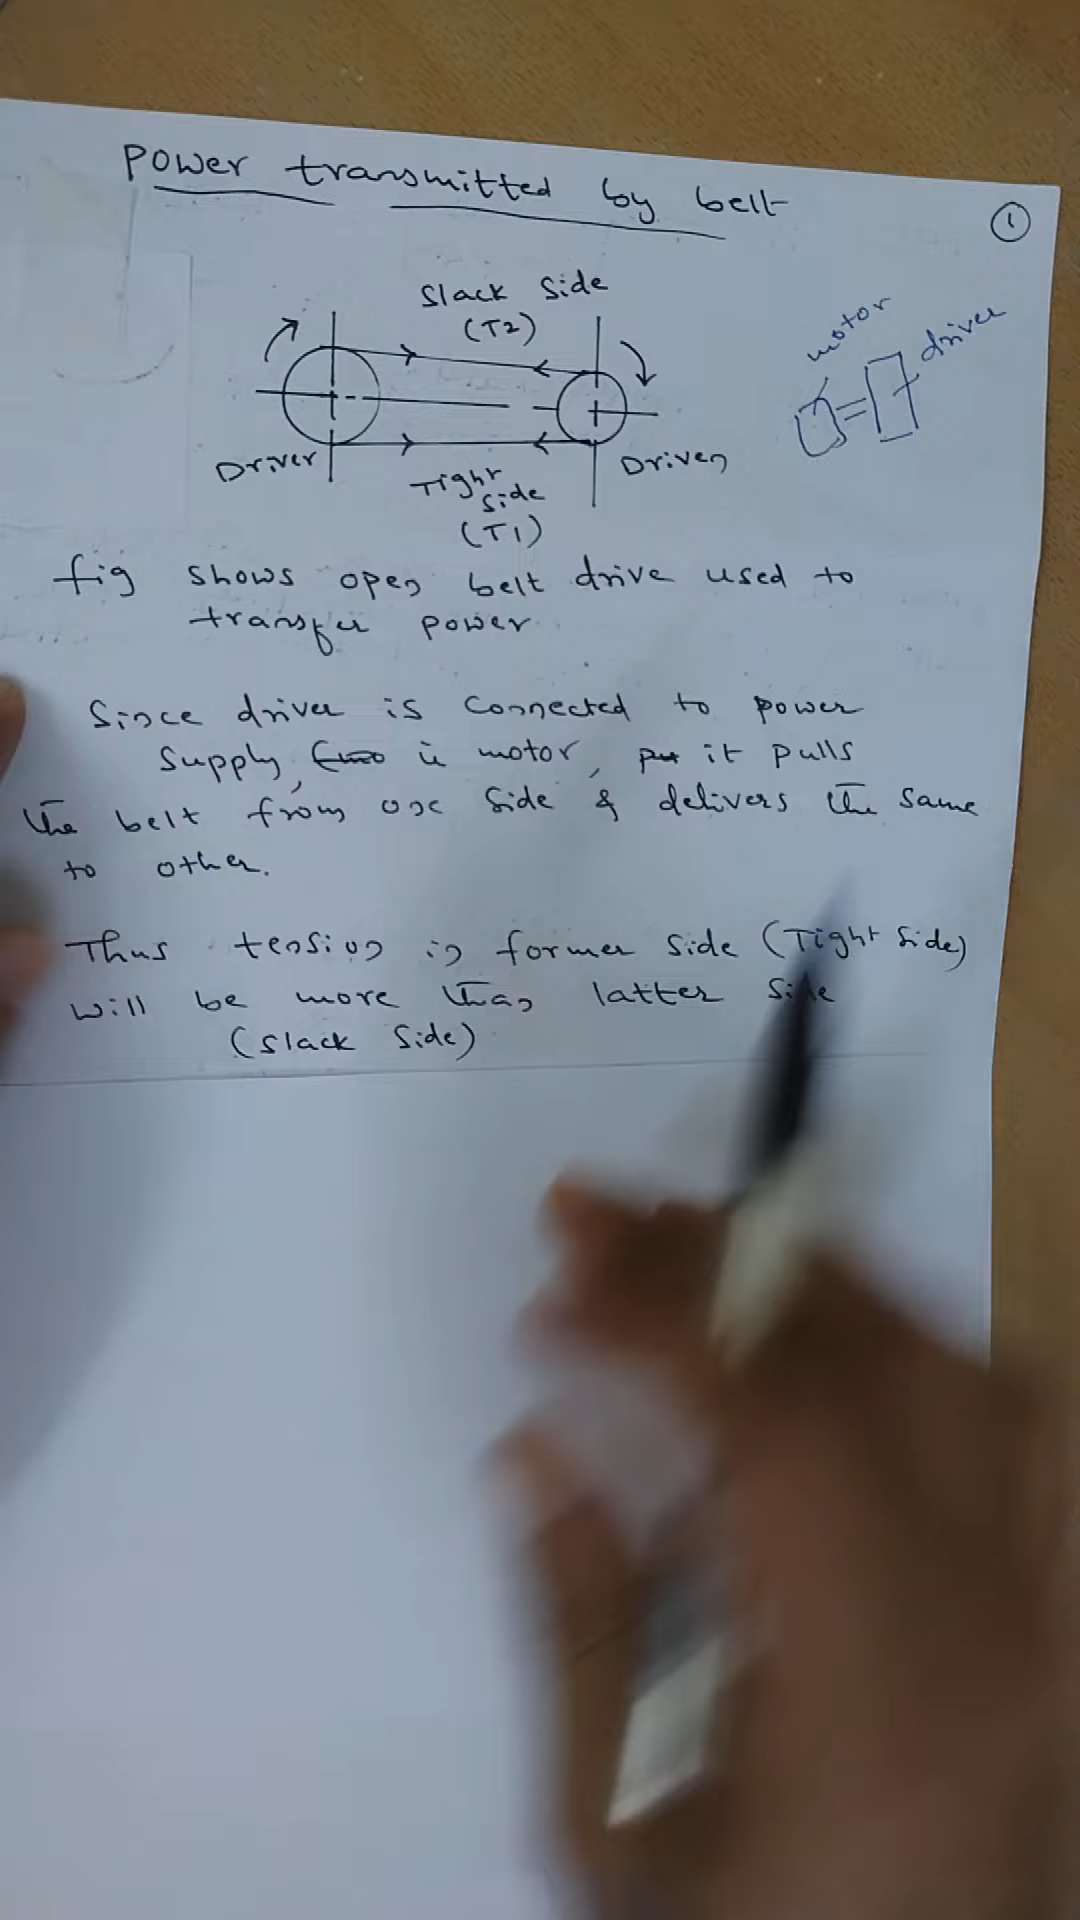 Power transmitted by belt
1
Slack Side
(T2)
motor
driver
Driver
Driven
Tight
Side
(T1)
fig shows open belt drive used to
transfer power.
Since driver is connected to power
supply, ie motor, it pulls
the belt from one side & delivers the same
to other.
Thus tension in former side (Tight side)
will be more than latter side
(slack side)